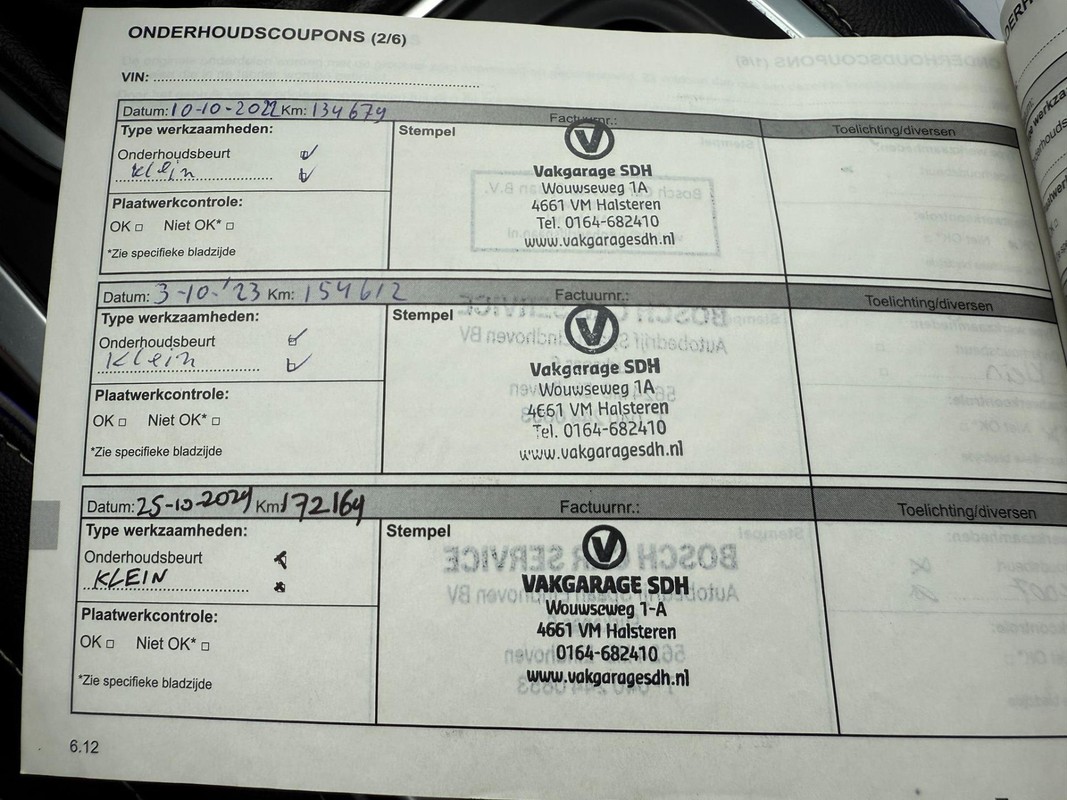 ONDERHOUDSCOUPONS (2/6)
VIN:
Datum: 10-10-2022 Km: 134674 Factuurnr.: Toelichting/diversen
Type werkzaamheden:
Stempel
Onderhoudsbeurt
Klein
Plaatwerkcontrole:
OK □ Niet OK* □
*Zie specifieke bladzijde
Vakgarage SDH
Wouwseweg 1A
4661 VM Halsteren
Tel. 0164-682410
www.vakgaragesdh.nl
Datum: 3-10-'23 Km: 154612 Factuurnr.: Toelichting/diversen
Type werkzaamheden:
Stempel
Onderhoudsbeurt
Klein
Plaatwerkcontrole:
OK □ Niet OK* □
*Zie specifieke bladzijde
Vakgarage SDH
Wouwseweg 1A
4661 VM Halsteren
Tel. 0164-682410
www.vakgaragesdh.nl
Datum: 25-10-2024 Km 172164 Factuurnr.: Toelichting/diversen
Type werkzaamheden:
Stempel
Onderhoudsbeurt
KLEIN
Plaatwerkcontrole:
OK □ Niet OK* □
*Zie specifieke bladzijde
VAKGARAGE SDH
Wouwseweg 1-A
4661 VM Halsteren
0164-682410
www.vakgaragesdh.nl
6.12